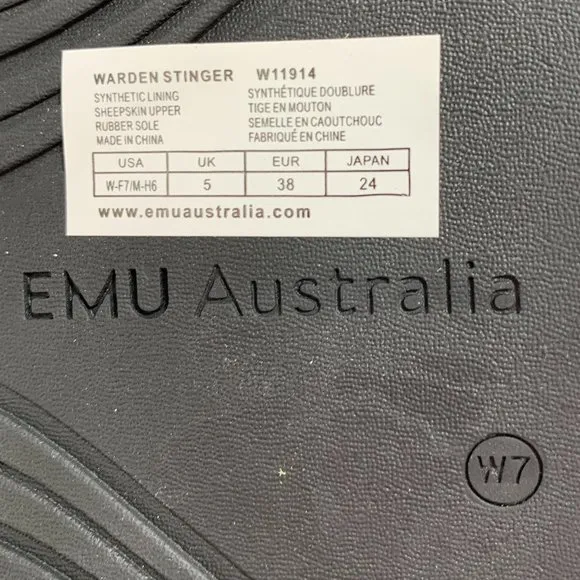 WARDEN STINGER W11914
SYNTHETIC LINING SYNTHÉTIQUE DOUBLURE
SHEEPSKIN UPPER TIGE EN MOUTON
RUBBER SOLE SEMELLE EN CAOUTCHOUC
MADE IN CHINA FABRIQUÉ EN CHINE
USA UK EUR JAPAN
W-F7/M-H6 5 38 24
www.emuaustralia.com
EMU Australia
W7